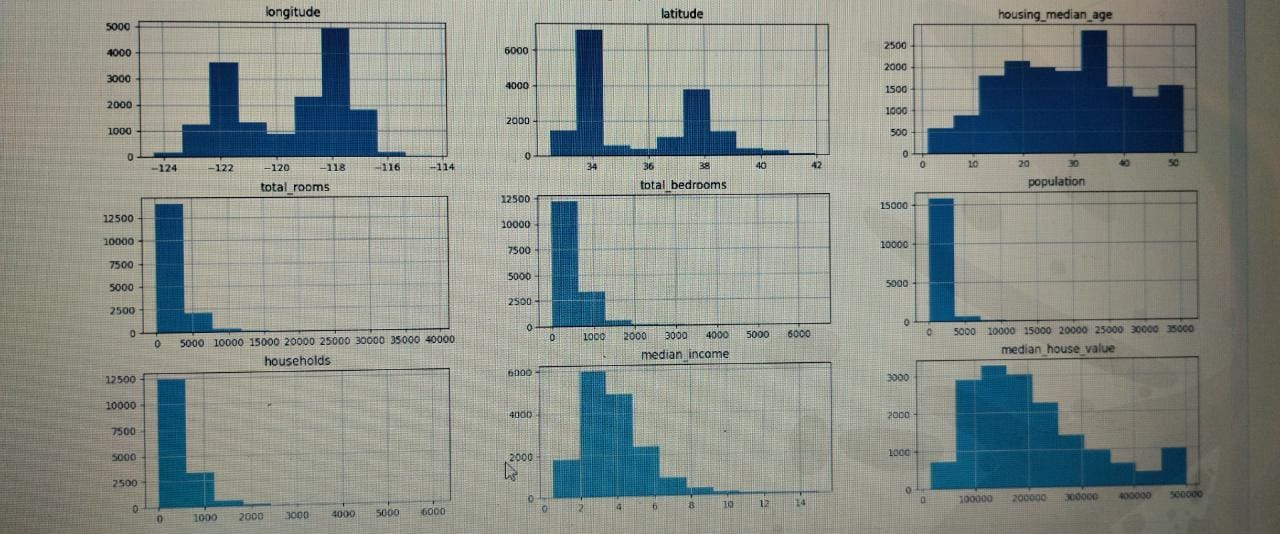 longitude
5000
4000
3000
2000
1000
0
−124 −122 −120 −118 −116 −114
latitude
6000
4000
2000
0
34 36 38 40 42
housing_median_age
2500
2000
1500
1000
500
0
0 10 20 30 40 50
total_rooms
12500
10000
7500
5000
2500
0
0 5000 10000 15000 20000 25000 30000 35000 40000
total_bedrooms
12500
10000
7500
5000
2500
0
0 1000 2000 3000 4000 5000 6000
population
15000
10000
5000
0
0 5000 10000 15000 20000 25000 30000 35000
households
12500
10000
7500
5000
2500
0
0 1000 2000 3000 4000 5000 6000
median_income
6000
4000
2000
0
0 2 4 6 8 10 12 14
median_house_value
3000
2000
1000
0
100000 200000 300000 400000 500000